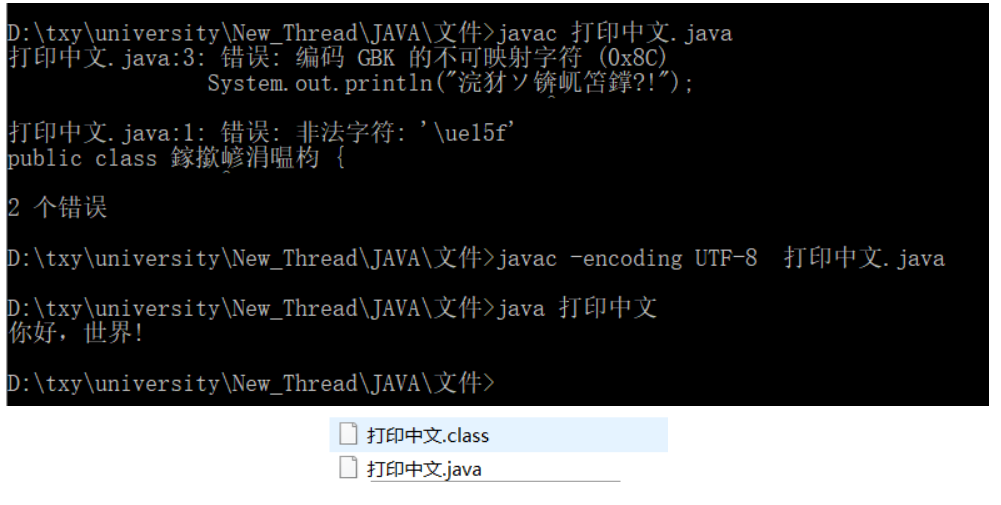 D:\txy\university\New_Thread\JAVA\文件>javac 打印中文.java
打印中文.java:3: 错误: 编码 GBK 的不可映射字符 (0x8C)
System.out.println("浣犲ソ锛屼笘鐣?!");
^
打印中文.java:1: 错误: 非法字符: '\ue15f'
public class 鎵撳嵃涓枃 {
^
2 个错误
D:\txy\university\New_Thread\JAVA\文件>javac -encoding UTF-8  打印中文.java
D:\txy\university\New_Thread\JAVA\文件>java 打印中文
你好，世界!
D:\txy\university\New_Thread\JAVA\文件>
打印中文.class
打印中文.java